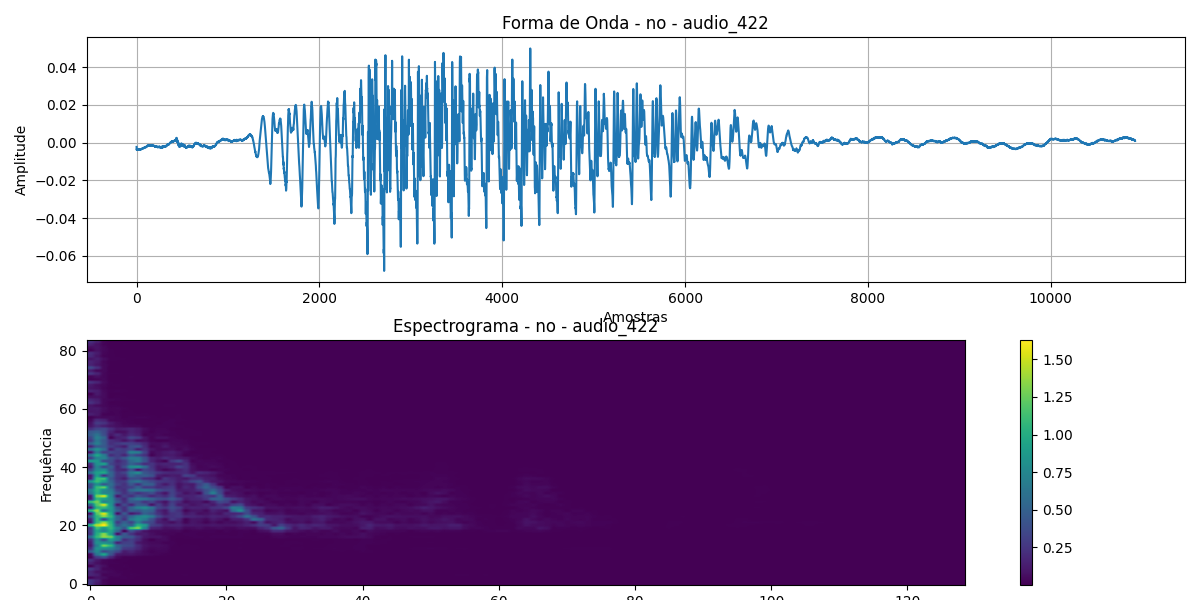 Forma de Onda - no - audio_422
Amplitude
0.04
0.02
0.00
−0.02
−0.04
−0.06
0 2000 4000 6000 8000 10000
Amostras
Espectrograma - no - audio_422
Frequência
80
60
40
20
0
0 20 40 60 80 100 120
1.50
1.25
1.00
0.75
0.50
0.25